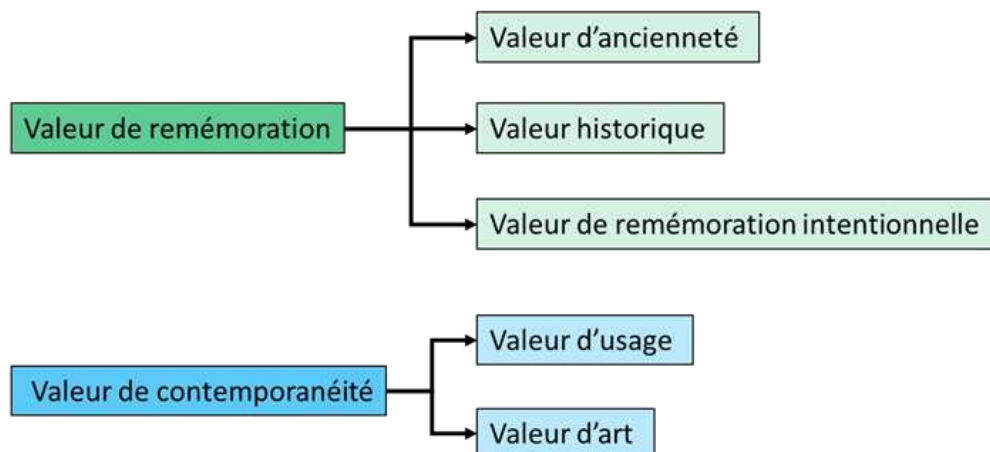 Valeur d’ancienneté
Valeur de remémoration
Valeur historique
Valeur de remémoration intentionnelle
Valeur d’usage
Valeur de contemporanéité
Valeur d’art